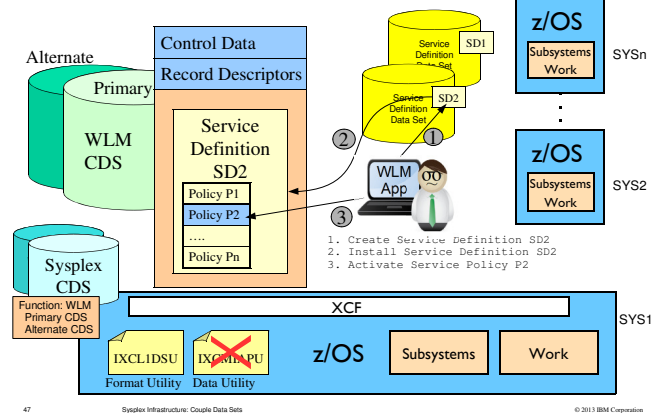 Alternate
Primary
WLM
CDS
Control Data
Record Descriptors
Service
Definition
SD2
Policy P1
Policy P2
....
Policy Pn
Service
Definition
Data Set
SD1
Service
Definition
Data Set
SD2
1
2
3
WLM
App
z/OS
Subsystems
Work
SYSn
z/OS
Subsystems
Work
SYS2
1. Create Service Definition SD2
2. Install Service Definition SD2
3. Activate Service Policy P2
Sysplex
CDS
Function: WLM
Primary CDS
Alternate CDS
XCF
SYS1
IXCL1DSU
Format Utility
IXCMIAPU
Data Utility
z/OS
Subsystems
Work
47
Sysplex Infrastructure: Couple Data Sets
© 2013 IBM Corporation